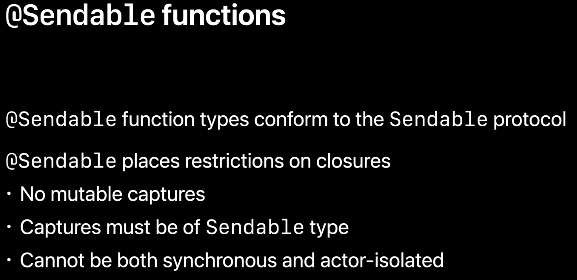 @Sendable functions
@Sendable function types conform to the Sendable protocol
@Sendable places restrictions on closures
· No mutable captures
· Captures must be of Sendable type
· Cannot be both synchronous and actor-isolated